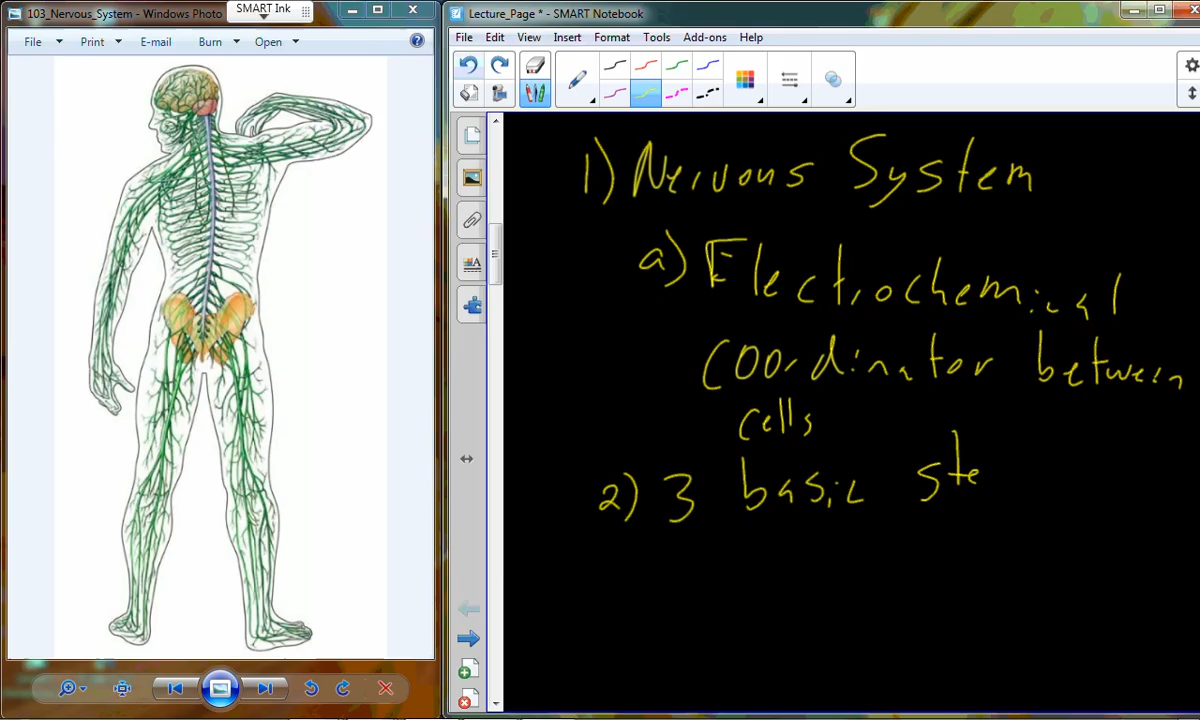 103_Nervous_System - Windows Photo
SMART Ink
File Print E-mail Burn Open
Lecture_Page * - SMART Notebook
File Edit View Insert Format Tools Add-ons Help
1) Nervous System
a) Electrochemical
coordinator between
cells
2) 3 basic ste